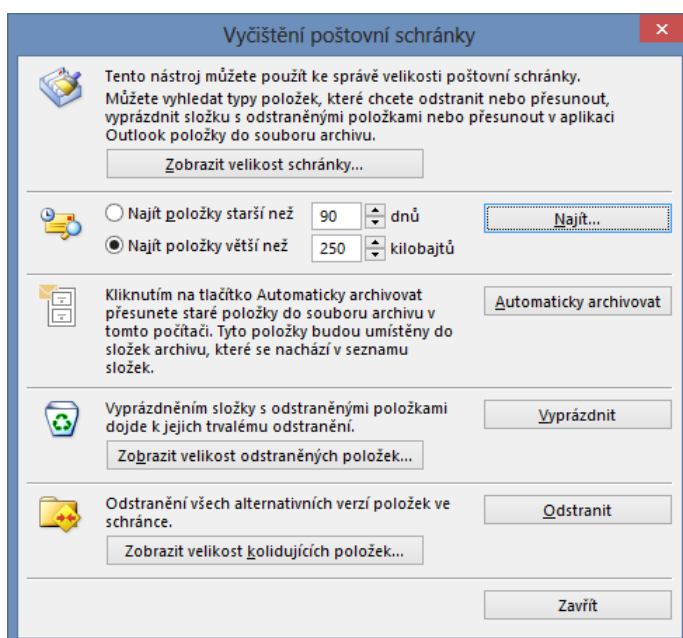 Vyčištění poštovní schránky
Tento nástroj můžete použít ke správě velikosti poštovní schránky.
Můžete vyhledat typy položek, které chcete odstranit nebo přesunout,
vyprázdnit složku s odstraněnými položkami nebo přesunout v aplikaci
Outlook položky do souboru archivu.
Zobrazit velikost schránky...
Najít položky starší než 90 dnů
Najít...
Najít položky větší než 250 kilobajtů
Kliknutím na tlačítko Automaticky archivovat
přesunete staré položky do souboru archivu v
tomto počítači. Tyto položky budou umístěny do
složek archivu, které se nachází v seznamu
složek.
Automaticky archivovat
Vyprázdněním složky s odstraněnými položkami
dojde k jejich trvalému odstranění.
Vyprázdnit
Zobrazit velikost odstraněných položek...
Odstranění všech alternativních verzí položek ve
schránce.
Odstranit
Zobrazit velikost kolidujících položek...
Zavřít